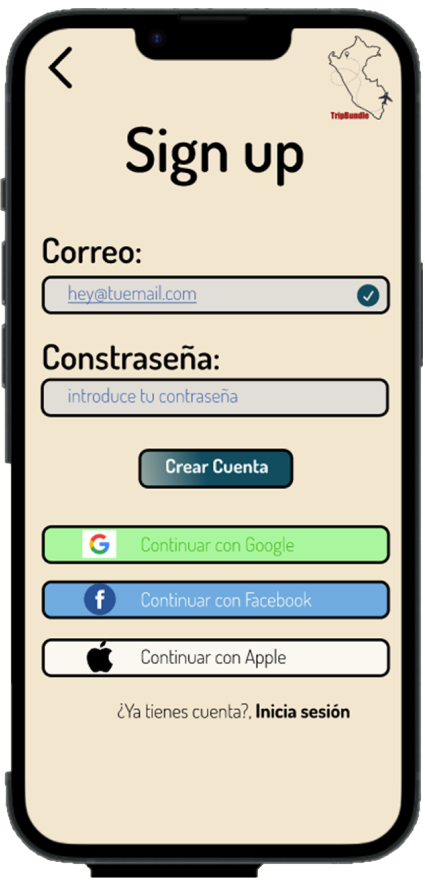 TripBundle
Sign up
Correo:
hey@tuemail.com
Constraseña:
introduce tu contraseña
Crear Cuenta
Continuar con Google
Continuar con Facebook
Continuar con Apple
¿Ya tienes cuenta?, Inicia sesión